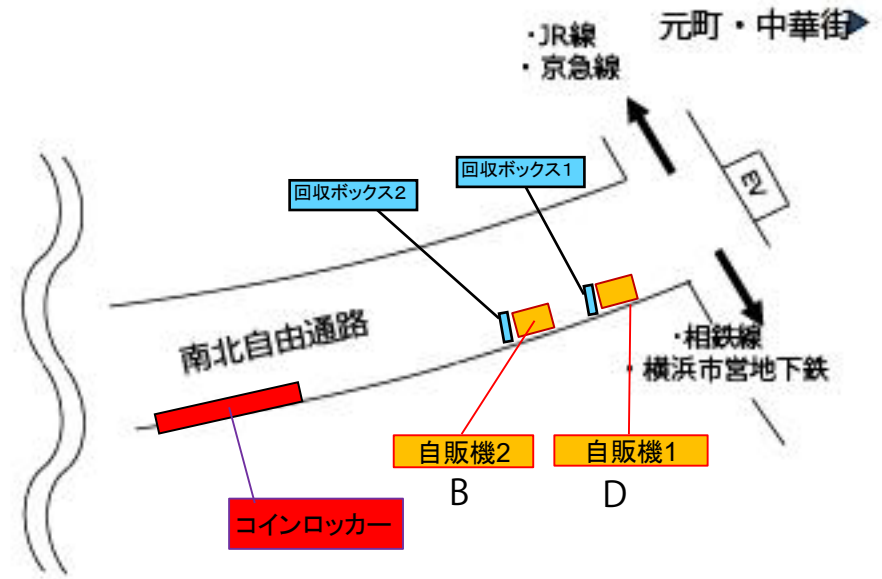 元町・中華街
・JR線
・京急線
EV
回収ボックス1
回収ボックス2
南北自由通路
・相鉄線
・横浜市営地下鉄
自販機2
自販機1
B
D
コインロッカー